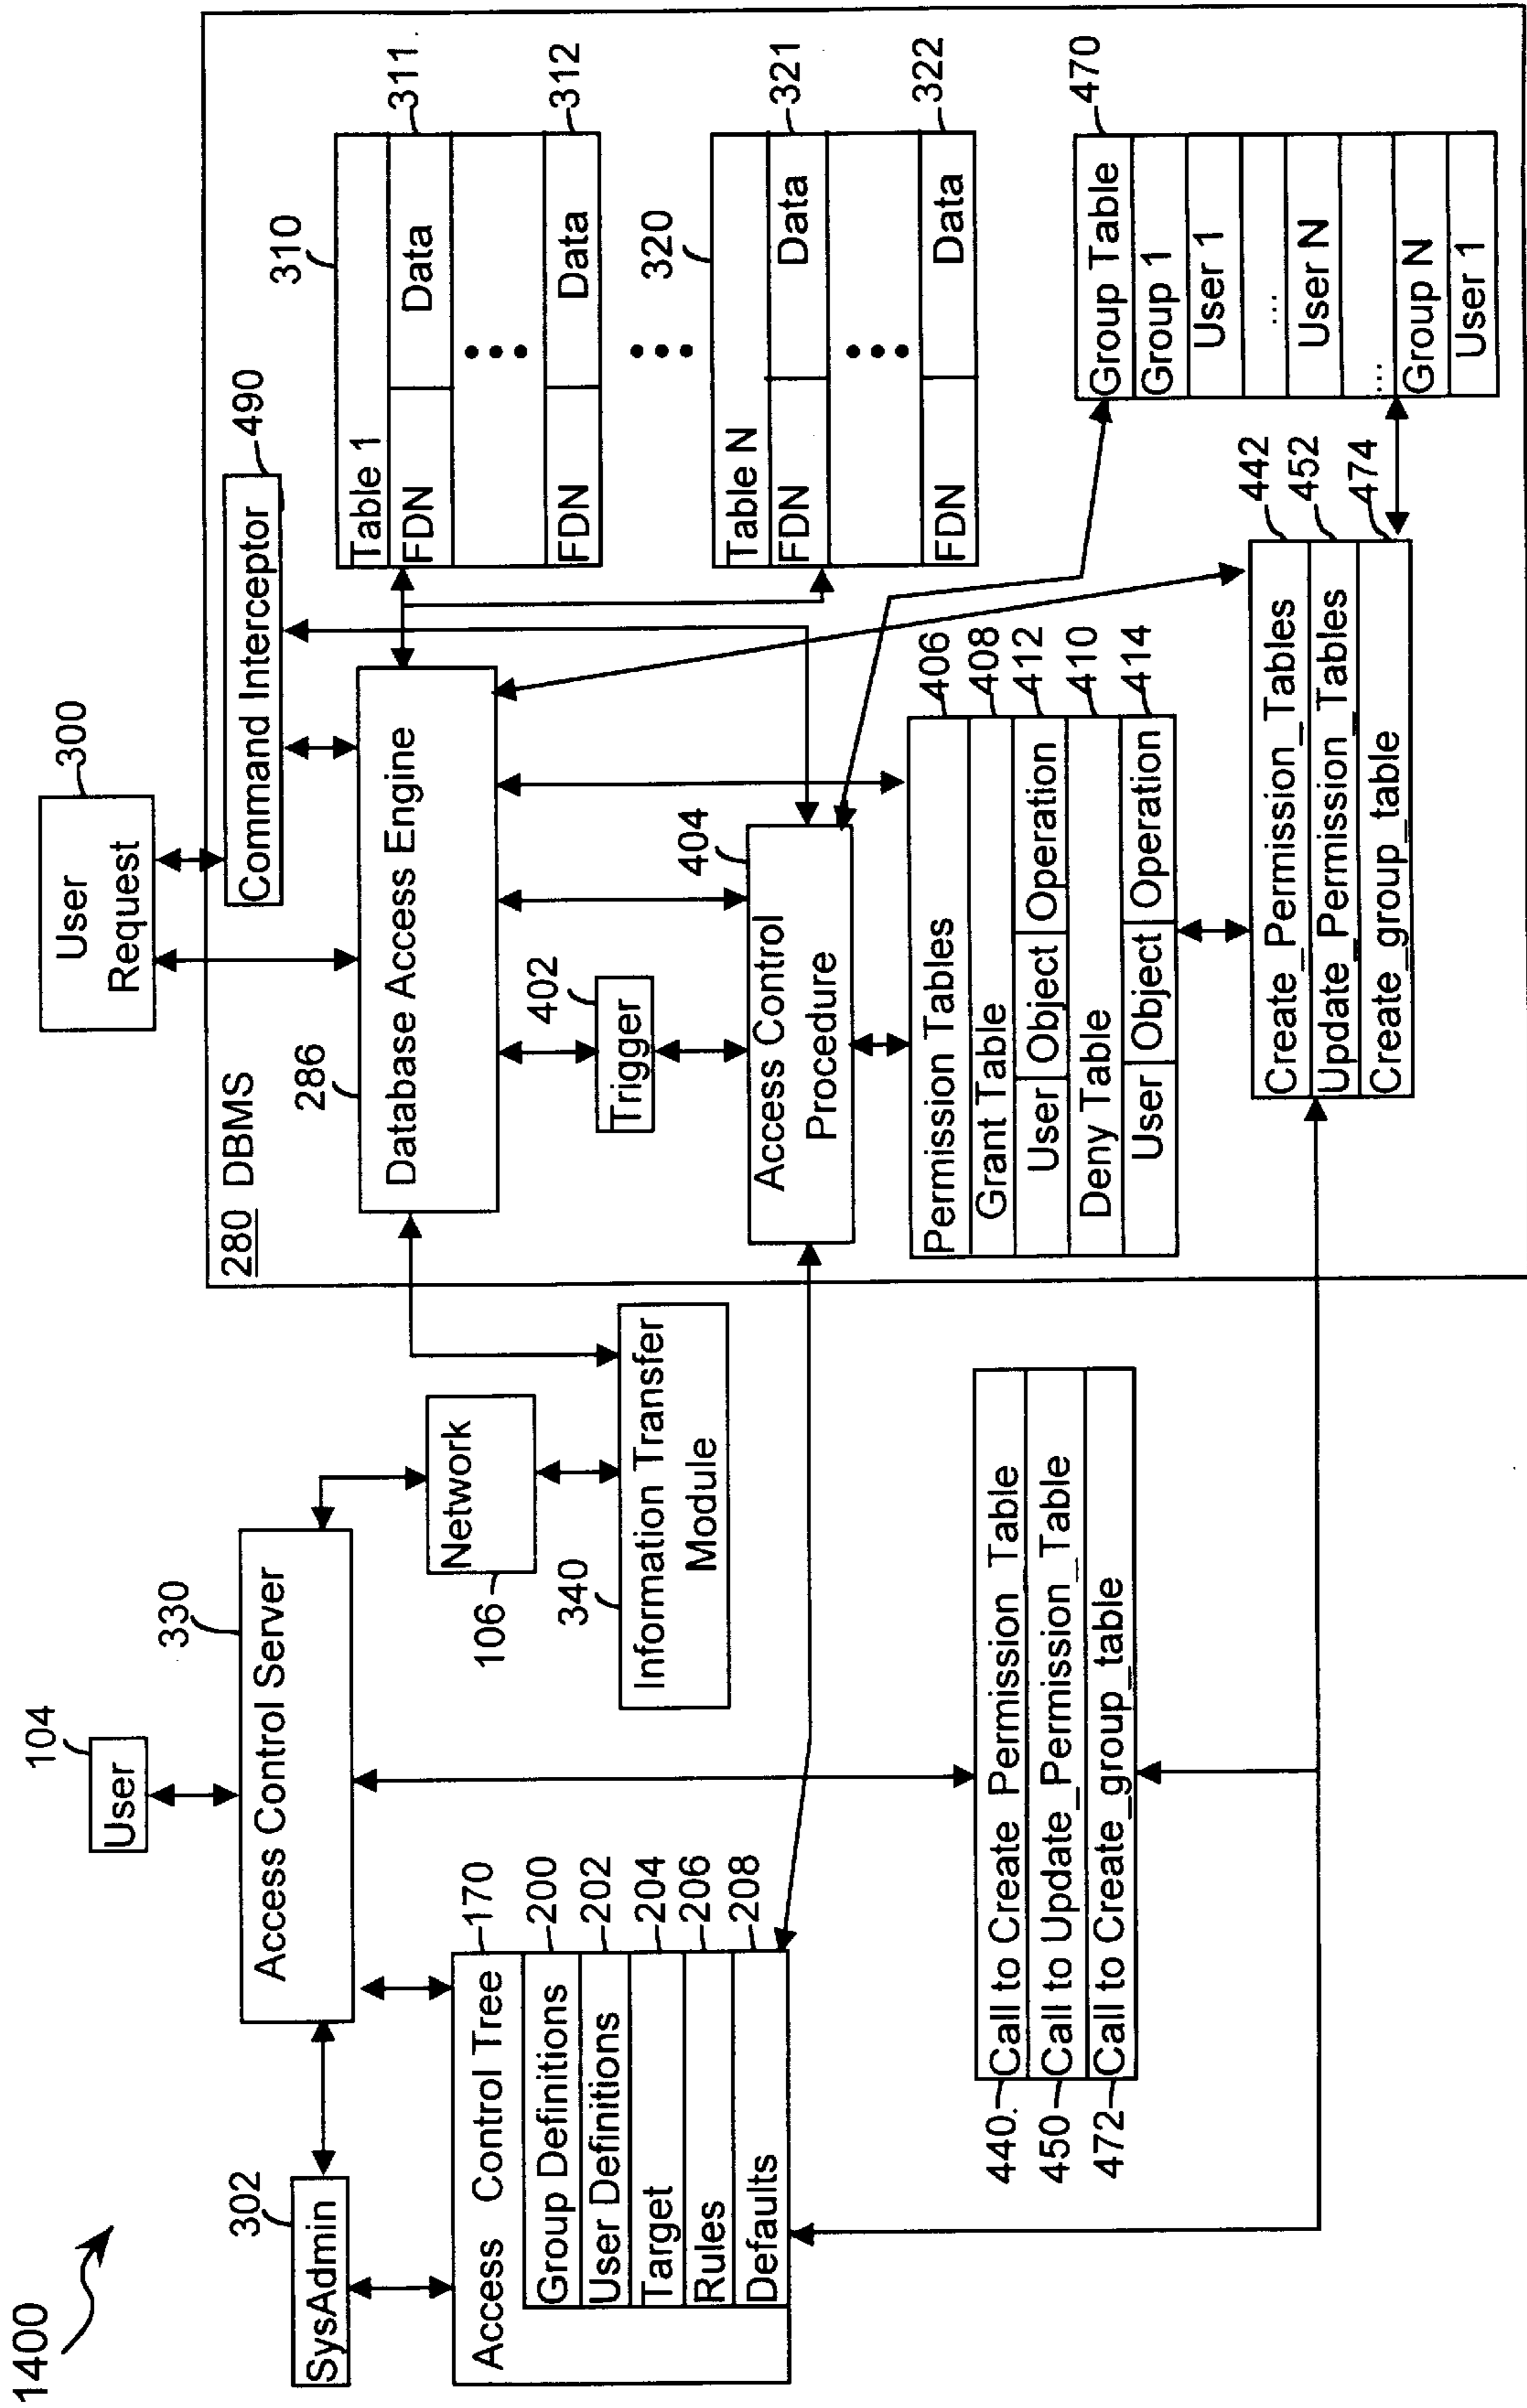 1400
302
SysAdmin
104
User
330
Access Control Server
Access Control Tree
170
Group Definitions
200
User Definitions
202
Target
204
Rules
206
Defaults
208
Network
106
340
Information Transfer
Module
440
Call to Create_Permission_Table
450
Call to Update_Permission_Table
472
Call to Create_group_table
300
User
Request
280 DBMS
Command Interceptor
490
286
Database Access Engine
402
Trigger
404
Access Control
Procedure
Permission Tables
406
Grant Table
408
User Object Operation
412
Deny Table
410
User Object Operation
414
310
Table 1
FDN Data
311
•••
FDN Data
312
•••
320
Table N
FDN Data
321
•••
FDN Data
322
Group Table
470
Group 1
User 1
...
User N
....
Group N
User 1
Create_Permission_Tables
442
Update_Permission_Tables
452
Create_group_table
474